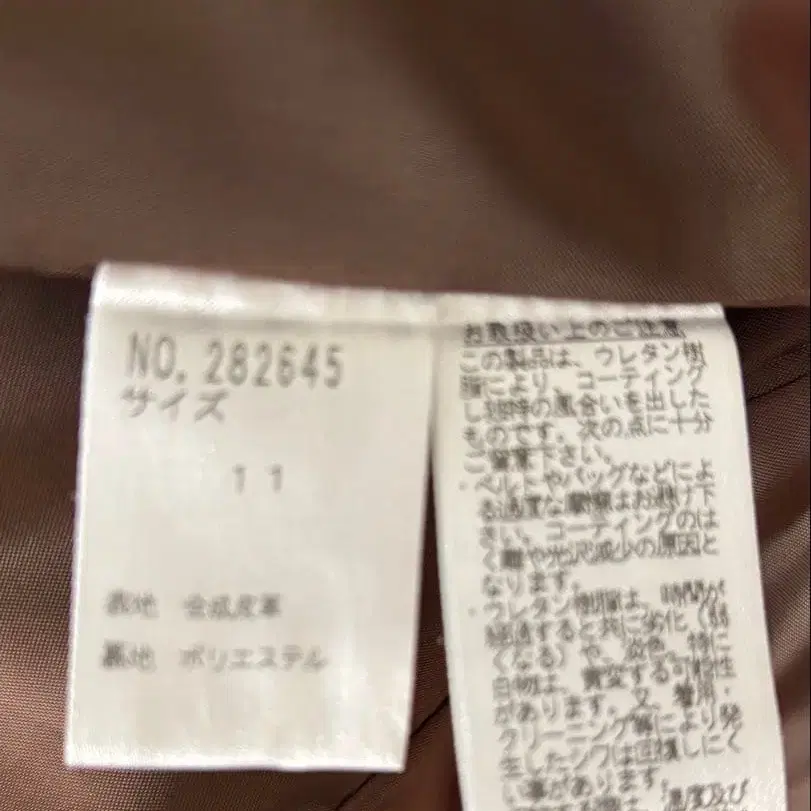 NO. 282645
サイズ
11
表地 合成皮革
裏地 ポリエステル
お取扱い上のご注意
この製品は、ウレタン樹
脂により、コーティング
し独特の風合いを出した
ものです。次の点に十分
ご留意下さい。
・ベルトやバッグなどによ
る過度な摩擦はお避け下
さい。コーティングのは
く離や光沢減少の原因と
なります。
・ウレタン樹脂は、時間が
経過すると共に劣化(弱
くなる)や、変色、特に
白物は、黄変する可能性
があります。又、着用・
クリーニング等により発
生したシワは回復しにく
い事があります。
温度及び